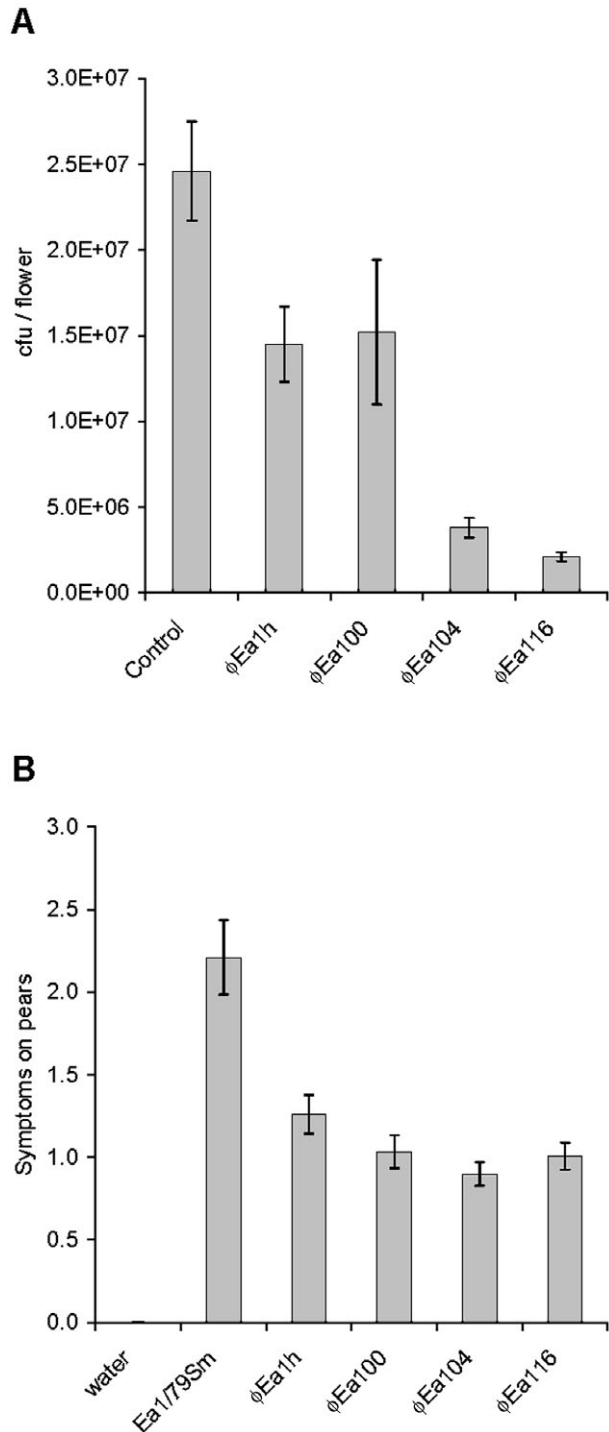 A
3.0E+07
2.5E+07
2.0E+07
1.5E+07
1.0E+07
5.0E+06
0.0E+00
cfu / flower
Control
ϕEa1h
ϕEa100
ϕEa104
ϕEa116
B
3.0
2.5
2.0
1.5
1.0
0.5
0.0
Symptoms on pears
water
Ea1/79Sm
ϕEa1h
ϕEa100
ϕEa104
ϕEa116